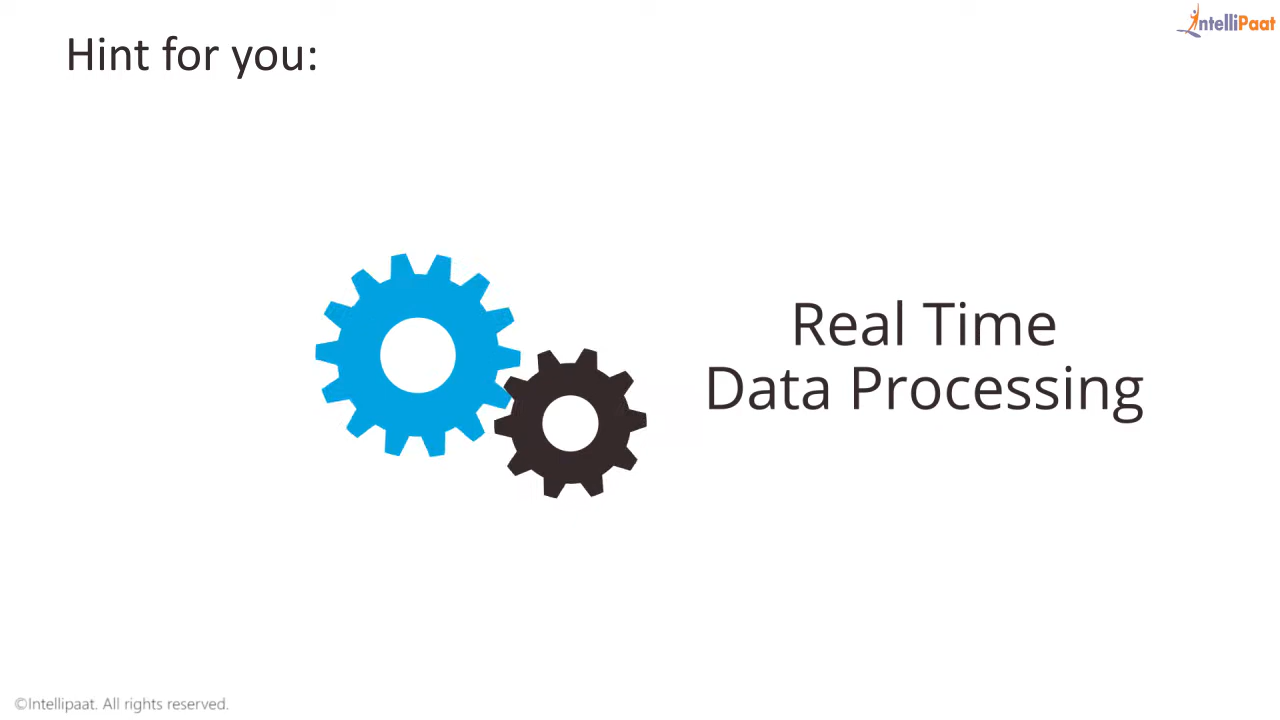 IntelliPaat
Hint for you:
Real Time
Data Processing
©Intellipaat. All rights reserved.